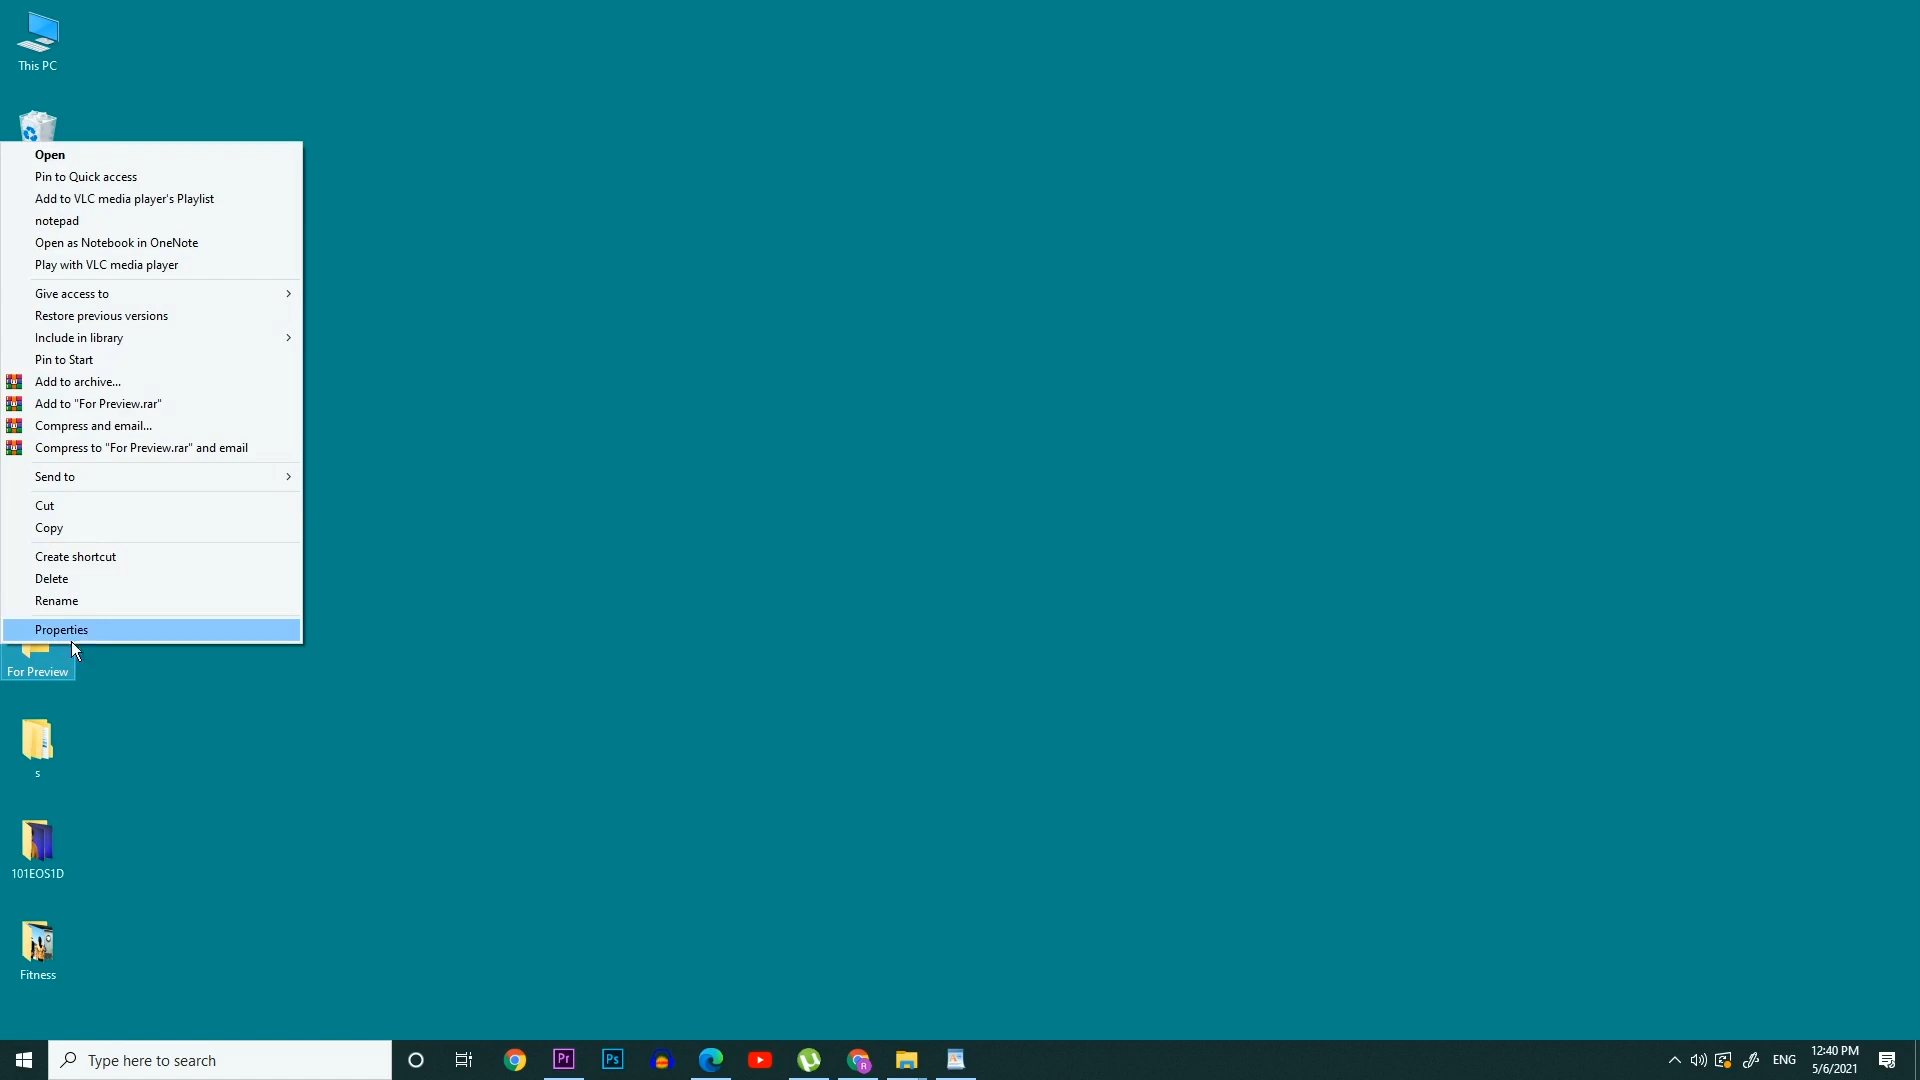 This PC
Open
Pin to Quick access
Add to VLC media player's Playlist
notepad
Open as Notebook in OneNote
Play with VLC media player
Give access to
Restore previous versions
Include in library
Pin to Start
Add to archive...
Add to "For Preview.rar"
Compress and email...
Compress to "For Preview.rar" and email
Send to
Cut
Copy
Create shortcut
Delete
Rename
Properties
For Preview
s
101EOS1D
Fitness
Type here to search
Pr
Ps
R
ENG
12:40 PM
5/6/2021